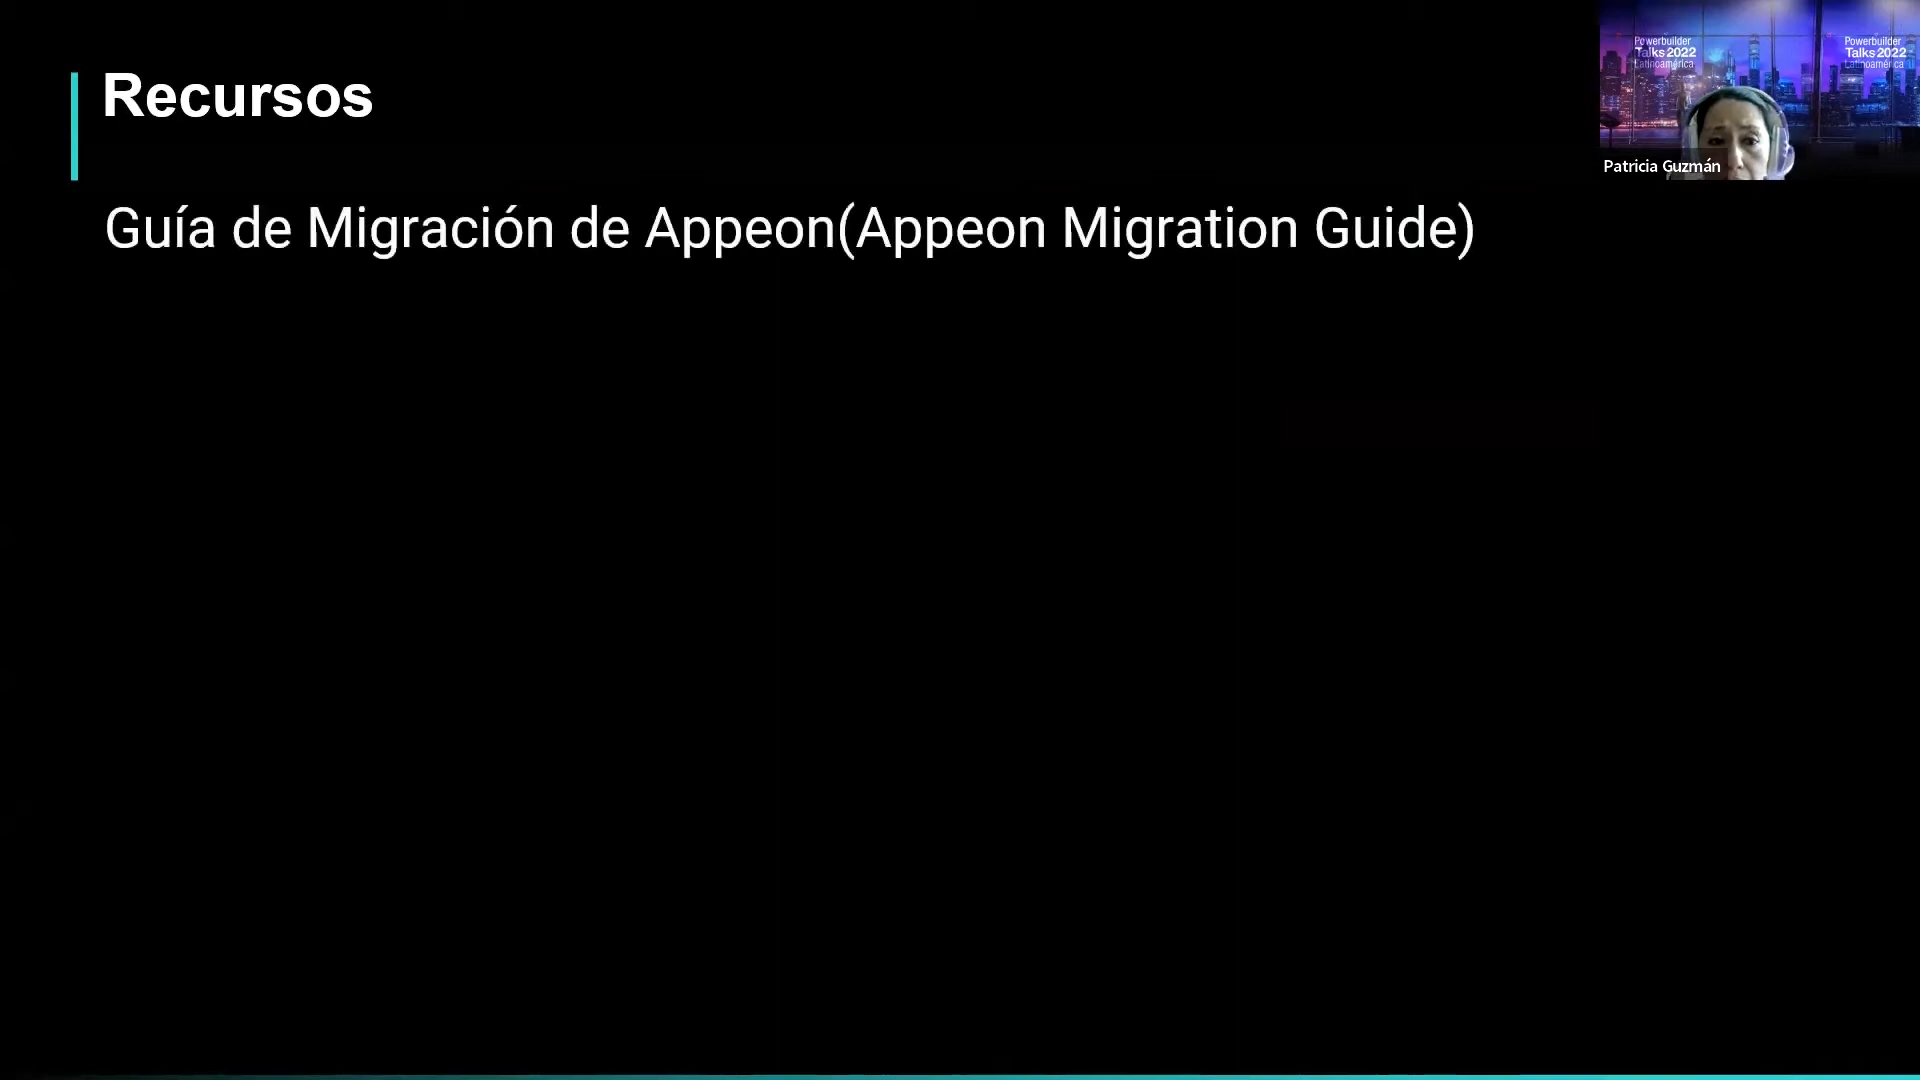 Recursos
Guía de Migración de Appeon(Appeon Migration Guide)
Powerbuilder
Talks 2022
Latinoamérica
Powerbuilder
Talks 2022
Latinoamérica
Patricia Guzmán